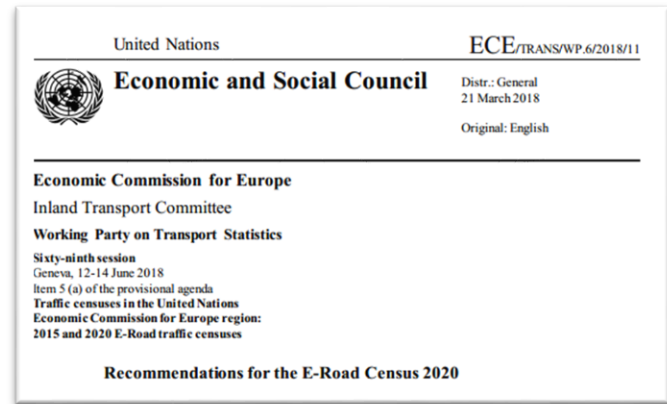 United Nations
ECE/TRANS/WP.6/2018/11
Economic and Social Council
Distr.: General
21 March 2018
Original: English
Economic Commission for Europe
Inland Transport Committee
Working Party on Transport Statistics
Sixty-ninth session
Geneva, 12-14 June 2018
Item 5 (a) of the provisional agenda
Traffic censuses in the United Nations
Economic Commission for Europe region:
2015 and 2020 E-Road traffic censuses
Recommendations for the E-Road Census 2020